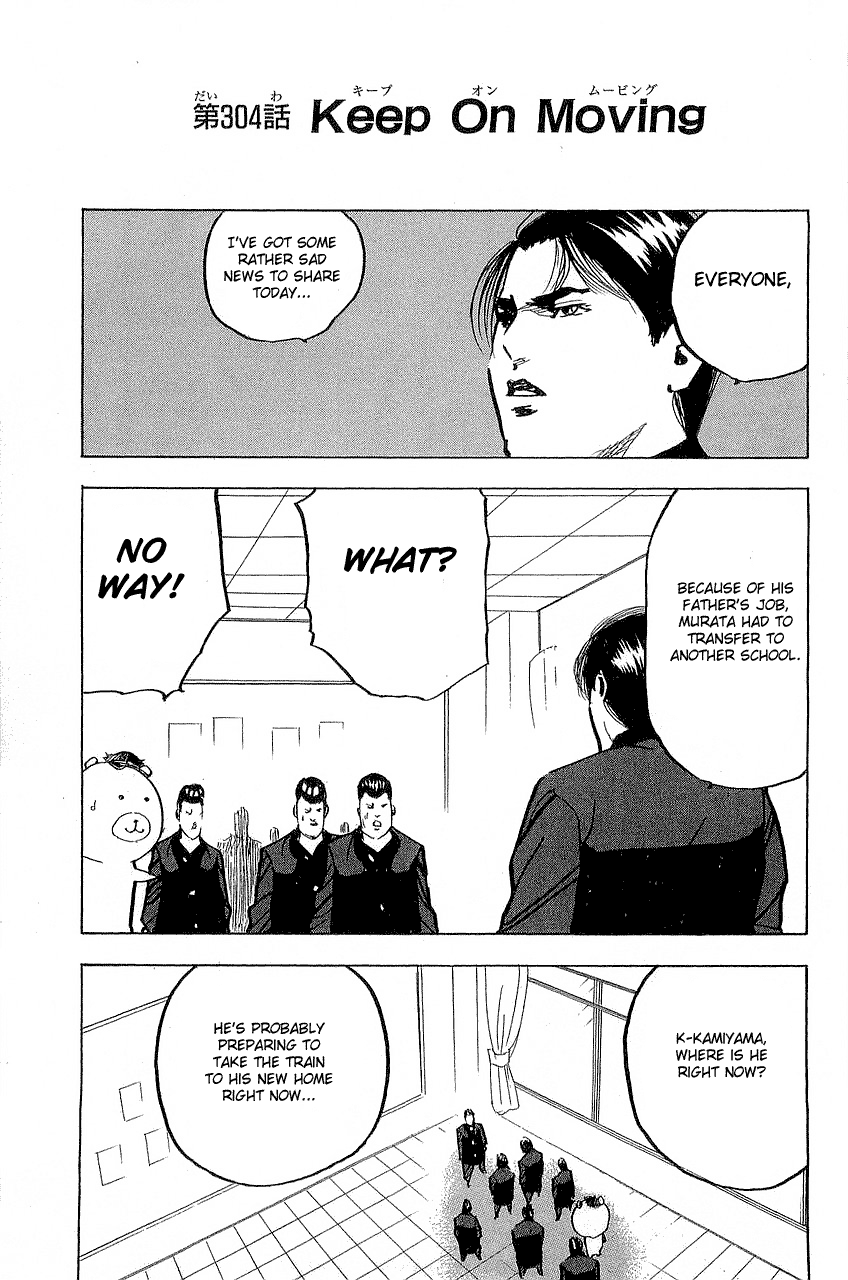 だい わ キープ オン ムービング
第304話 Keep On Moving
EVERYONE,
I'VE GOT SOME
RATHER SAD
NEWS TO SHARE
TODAY...
BECAUSE OF HIS
FATHER'S JOB,
MURATA HAD TO
TRANSFER TO
ANOTHER SCHOOL.
WHAT?
NO
WAY!
K-KAMIYAMA,
WHERE IS HE
RIGHT NOW?
HE'S PROBABLY
PREPARING TO
TAKE THE TRAIN
TO HIS NEW HOME
RIGHT NOW...